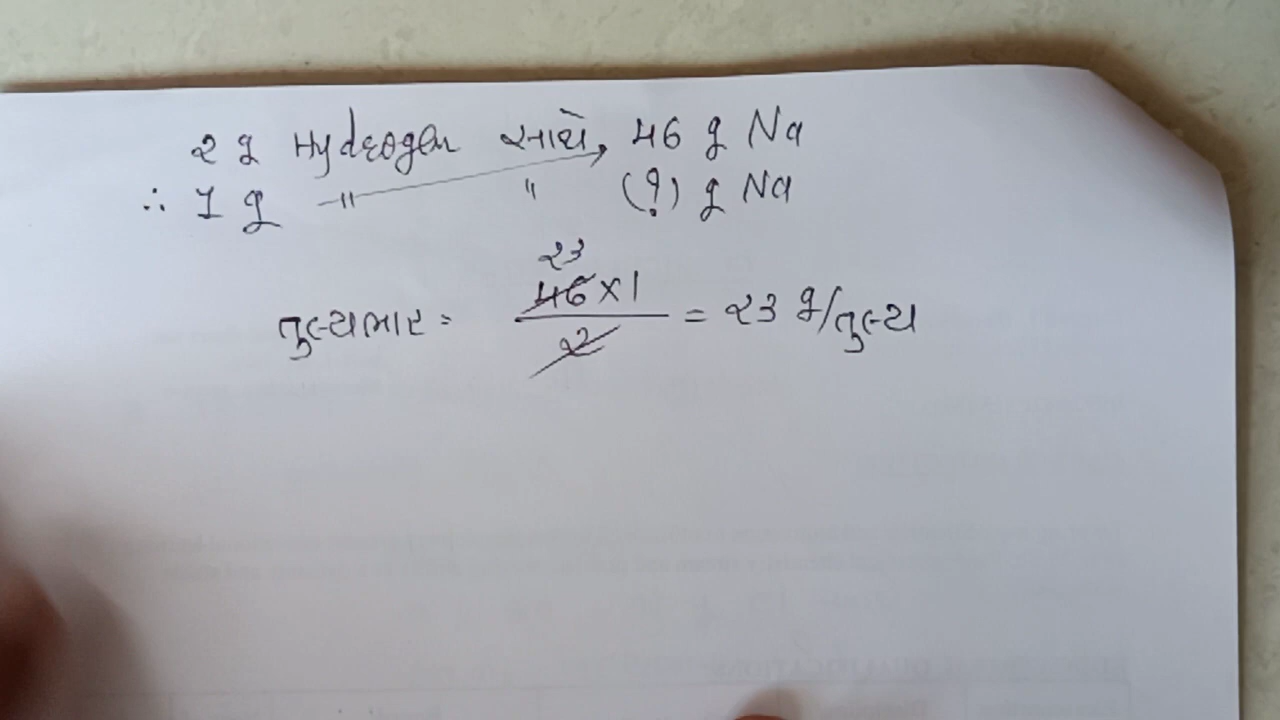 ૨ g Hydrogen સાથે, 46 g Na
∴ 1 g –"– " (?) g Na
તુલ્યભાર = ૨૩ 46 × 1 / ૨ = ૨૩ g/તુલ્ય